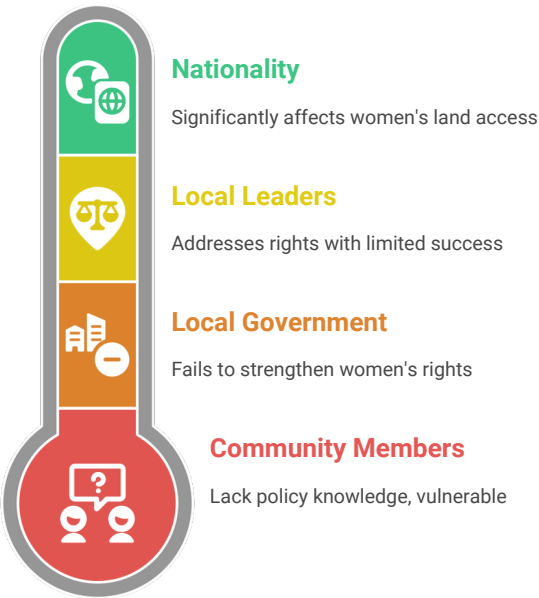 Nationality
Significantly affects women's land access
Local Leaders
Addresses rights with limited success
Local Government
Fails to strengthen women's rights
Community Members
Lack policy knowledge, vulnerable
?